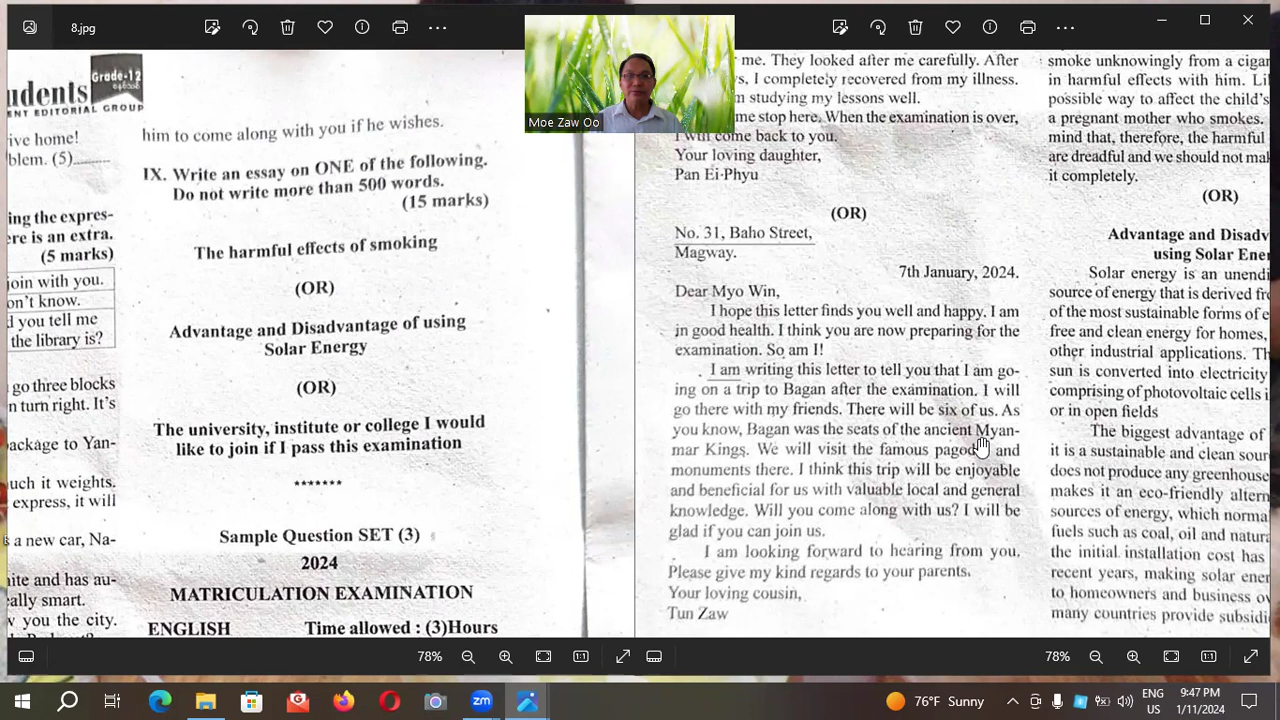 8.jpg
Moe Zaw Oo
Grade-12
udents
ENT EDITORIAL GROUP
ive home!
blem. (5)
ing the expres-
ere is an extra.
(5 marks)
join with you.
on't know.
d you tell me
the library is?
go three blocks
n turn right. It's
ackage to Yan-
uch it weights.
express, it will
s a new car, Na-
ite and has au-
eally smart.
w you the city.
him to come along with you if he wishes.
IX. Write an essay on ONE of the following.
Do not write more than 500 words.
(15 marks)
The harmful effects of smoking
(OR)
Advantage and Disadvantage of using
Solar Energy
(OR)
The university, institute or college I would
like to join if I pass this examination
*******
Sample Question SET (3)
2024
MATRICULATION EXAMINATION
ENGLISH Time allowed : (3)Hours
me. They looked after me carefully. After
s, I completely recovered from my illness.
m studying my lessons well.
me stop here. When the examination is over,
I will come back to you.
Your loving daughter,
Pan Ei-Phyu
(OR)
No. 31, Baho Street,
Magway.
7th January, 2024.
Dear Myo Win,
I hope this letter finds you well and happy. I am
in good health. I think you are now preparing for the
examination. So am I!
I am writing this letter to tell you that I am go-
ing on a trip to Bagan after the examination. I will
go there with my friends. There will be six of us. As
you know, Bagan was the seats of the ancient Myan-
mar Kings. We will visit the famous pagod and
monuments there. I think this trip will be enjoyable
and beneficial for us with valuable local and general
knowledge. Will you come along with us? I will be
glad if you can join us.
I am looking forward to hearing from you.
Please give my kind regards to your parents.
Your loving cousin,
Tun Zaw
smoke unknowingly from a cigar
in harmful effects with him. Li
possible way to affect the child's
a pregnant mother who smokes.
mind that, therefore, the harmful
are dreadful and we should not mak
it completely.
(OR)
Advantage and Disadv
using Solar Ener
Solar energy is an unendi
source of energy that is derived fro
of the most sustainable forms of e
free and clean energy for homes,
other industrial applications. Th
sun is converted into electricity
comprising of photovoltaic cells i
or in open fields
The biggest advantage of
it is a sustainable and clean sour
does not produce any greenhouse
makes it an eco-friendly altern
sources of energy, which norma
fuels such as coal, oil and natura
the initial installation cost has
recent years, making solar ener
to homeowners and business ov
many countries provide subsidi
78%
1:1
78%
1:1
zm
76°F Sunny
ENG
US
9:47 PM
1/11/2024